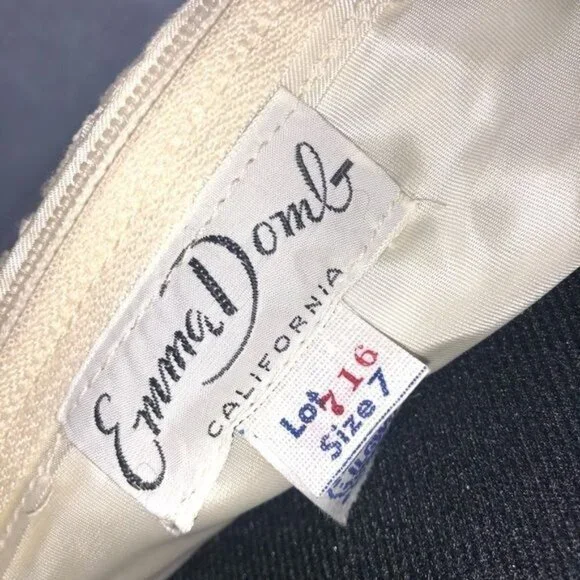 Emma Domb
CALIFORNIA
Lot 716
Size 7